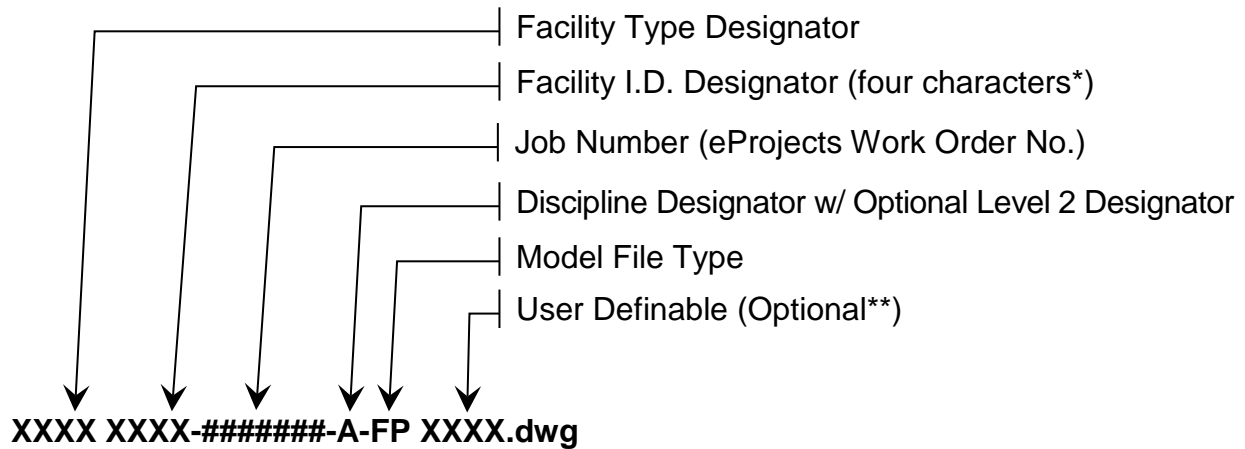 Facility Type Designator
Facility I.D. Designator (four characters*)
Job Number (eProjects Work Order No.)
Discipline Designator w/ Optional Level 2 Designator
Model File Type
User Definable (Optional**)
XXXX XXXX-#######-A-FP XXXX.dwg